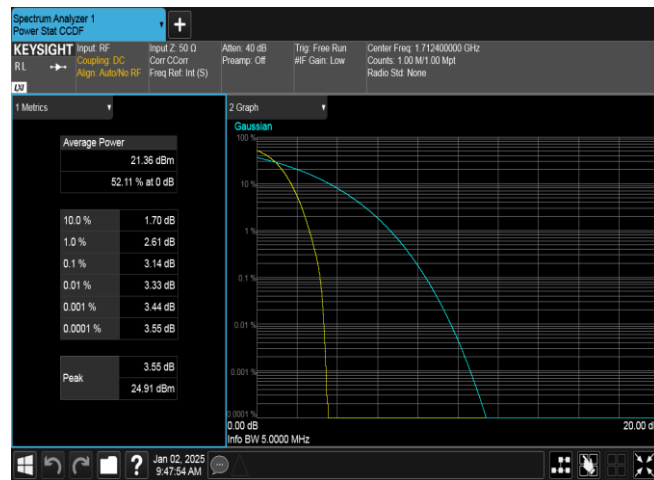 Spectrum Analyzer 1
Power Stat CCDF
+
KEYSIGHT
Input: RF
Input Z: 50 Ω
Atten: 40 dB
Trig: Free Run
Center Freq: 1.712400000 GHz
RL
Coupling: DC
Corr CCorr
Preamp: Off
#IF Gain: Low
Counts: 1.00 M/1.00 Mpt
Align: Auto/No RF
Freq Ref: Int (S)
Radio Std: None
LXI
1 Metrics
2 Graph
Average Power
21.36 dBm
52.11 % at 0 dB
10.0 % 1.70 dB
1.0 % 2.61 dB
0.1 % 3.14 dB
0.01 % 3.33 dB
0.001 % 3.44 dB
0.0001 % 3.55 dB
Peak
3.55 dB
24.91 dBm
Gaussian
100 %
10 %
1 %
0.1 %
0.01 %
0.001 %
0.0001 %
0.00 dB
20.00 d
Info BW 5.0000 MHz
?
Jan 02, 2025
9:47:54 AM